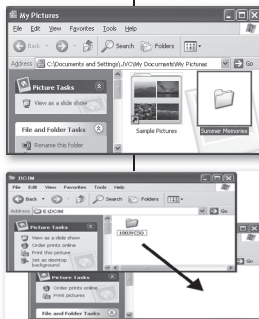 My Pictures
File Edit View Favorites Tools Help
Back Search Folders
Address C:\Documents and Settings\JVC\My Documents\My Pictures Go
Picture Tasks
View as a slide show
File and Folder Tasks
Rename this folder
Sample Pictures
Summer Memories
DCIM
File Edit View Favorites Tools Help
Back Search Folders
Address E:\DCIM Go
Picture Tasks
View as a slide show
Order prints online
Print this picture
Set as desktop
background
100JVCSO
Picture Tasks
Order prints online
Print pictures
File and Folder Tasks